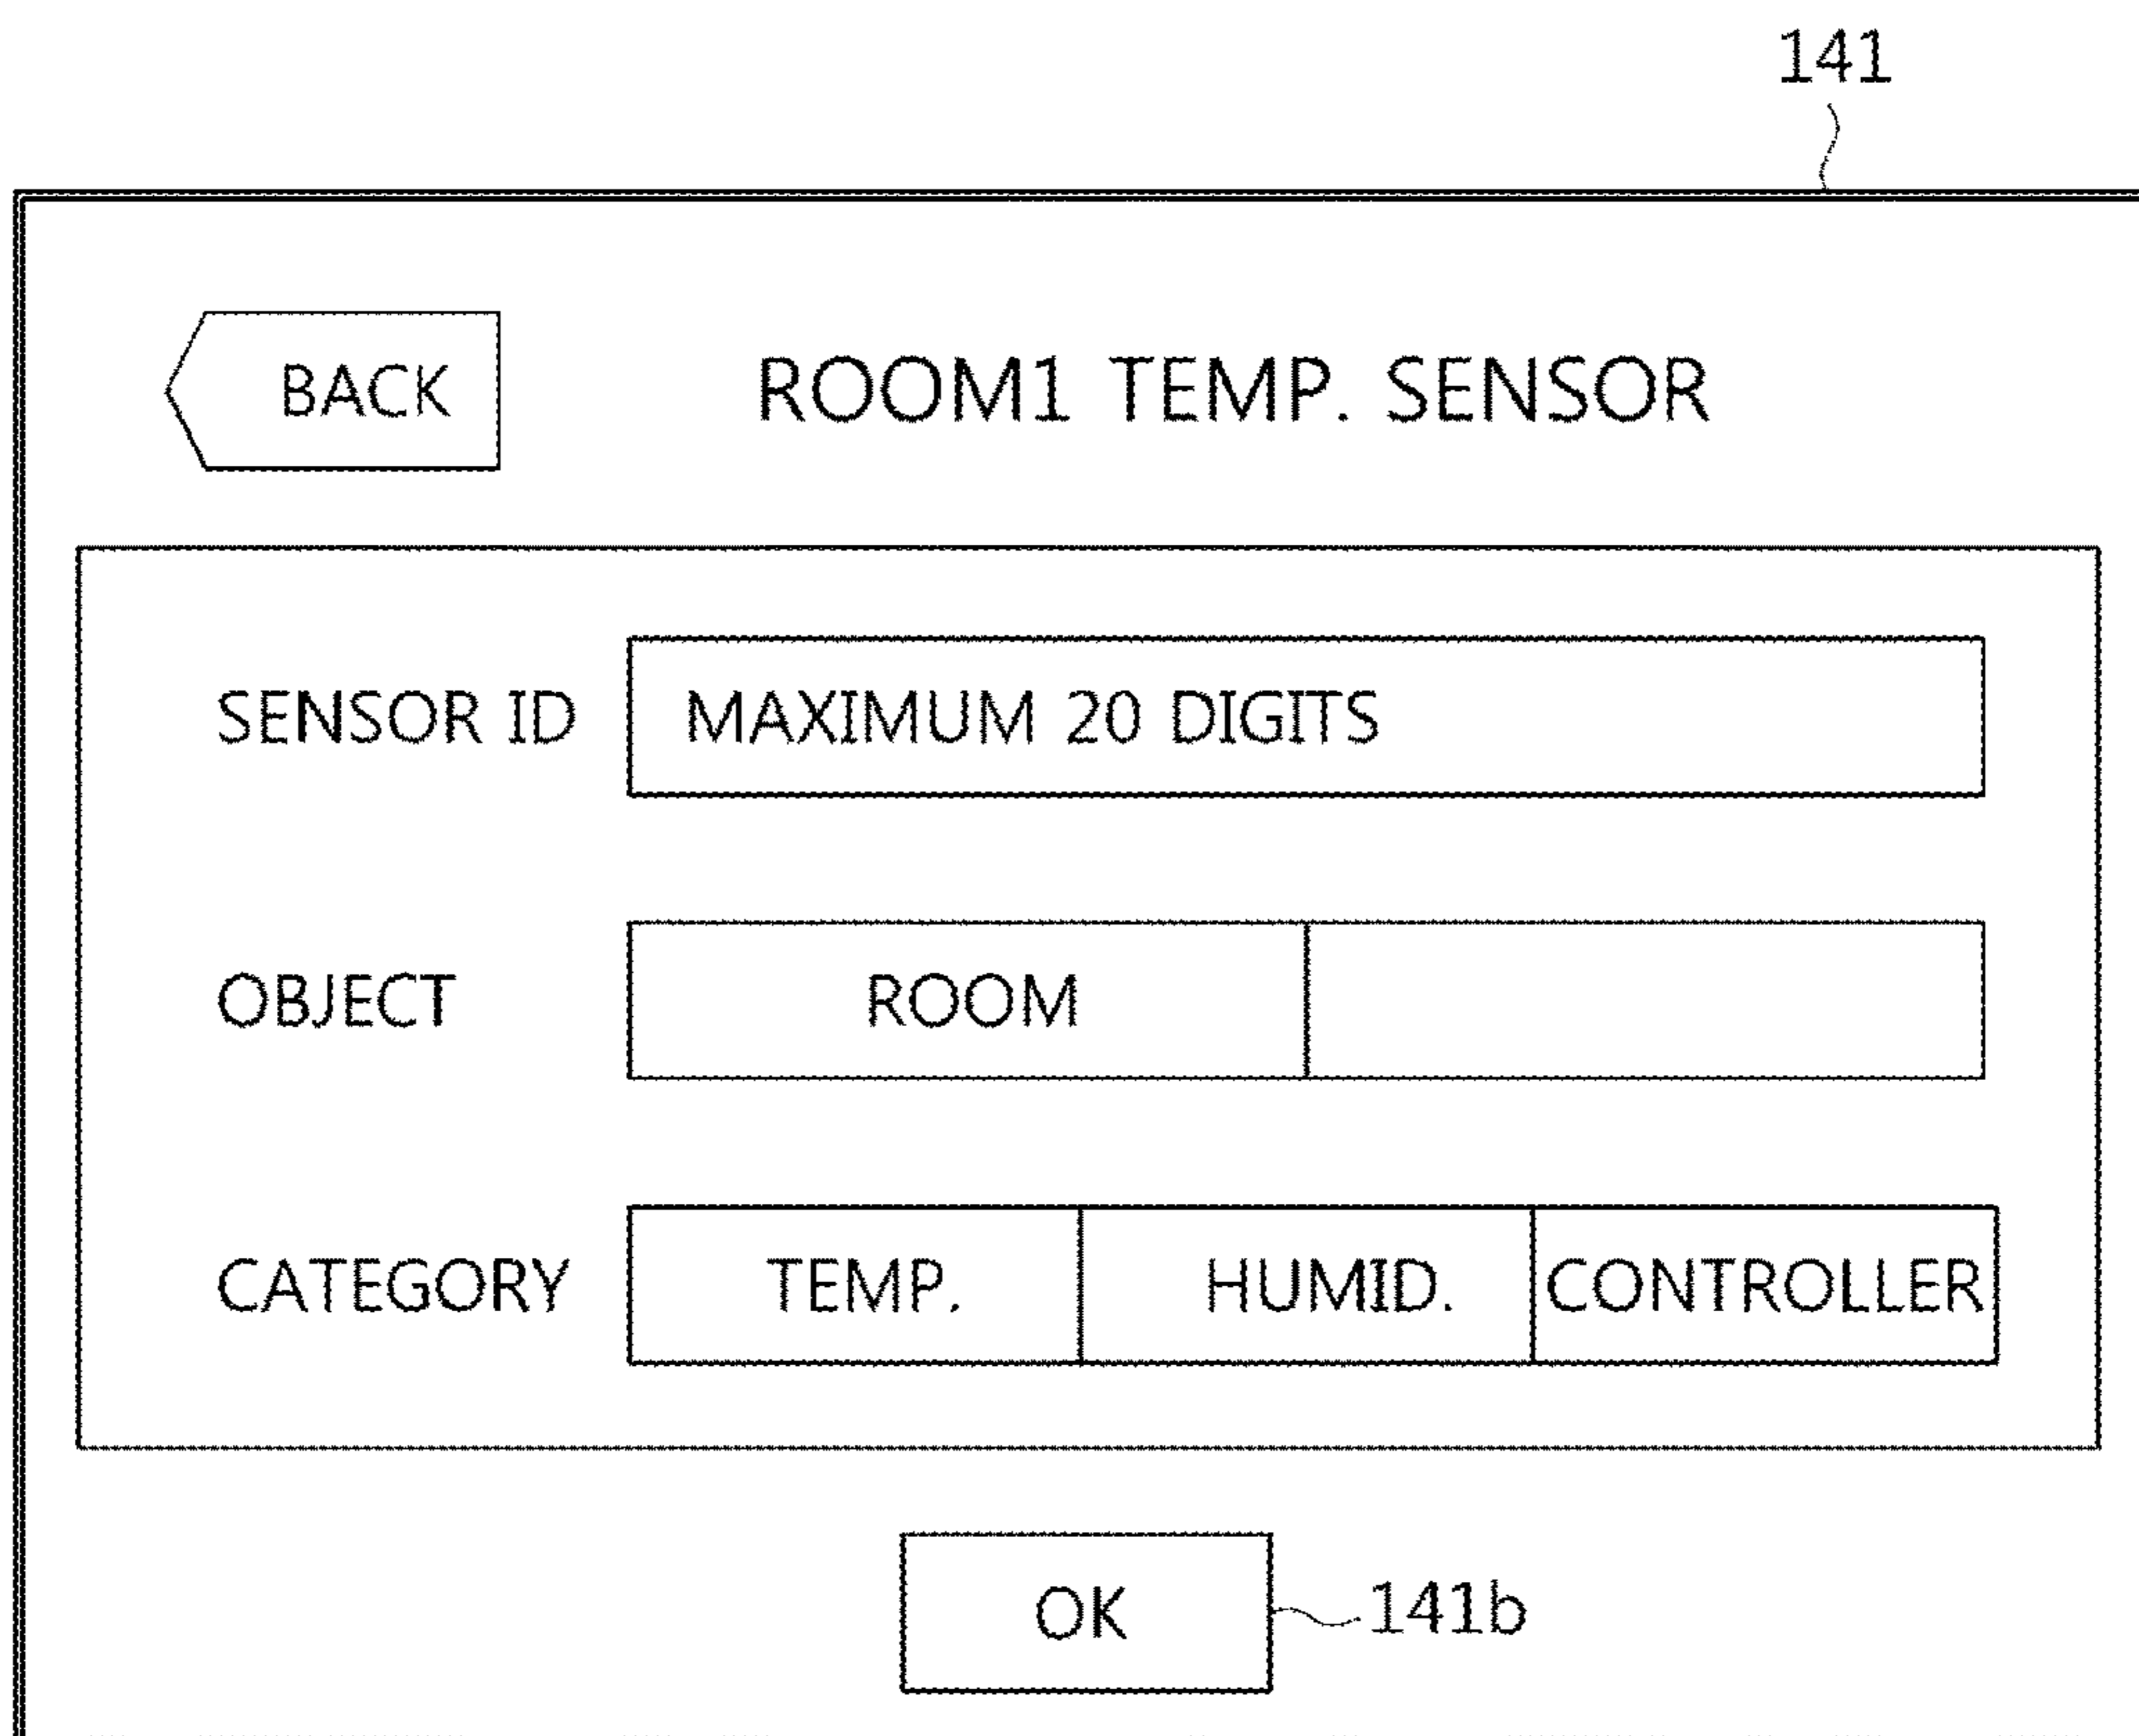 141
BACK ROOM1 TEMP. SENSOR
SENSOR ID MAXIMUM 20 DIGITS
OBJECT ROOM
CATEGORY TEMP. HUMID. CONTROLLER
OK 141b